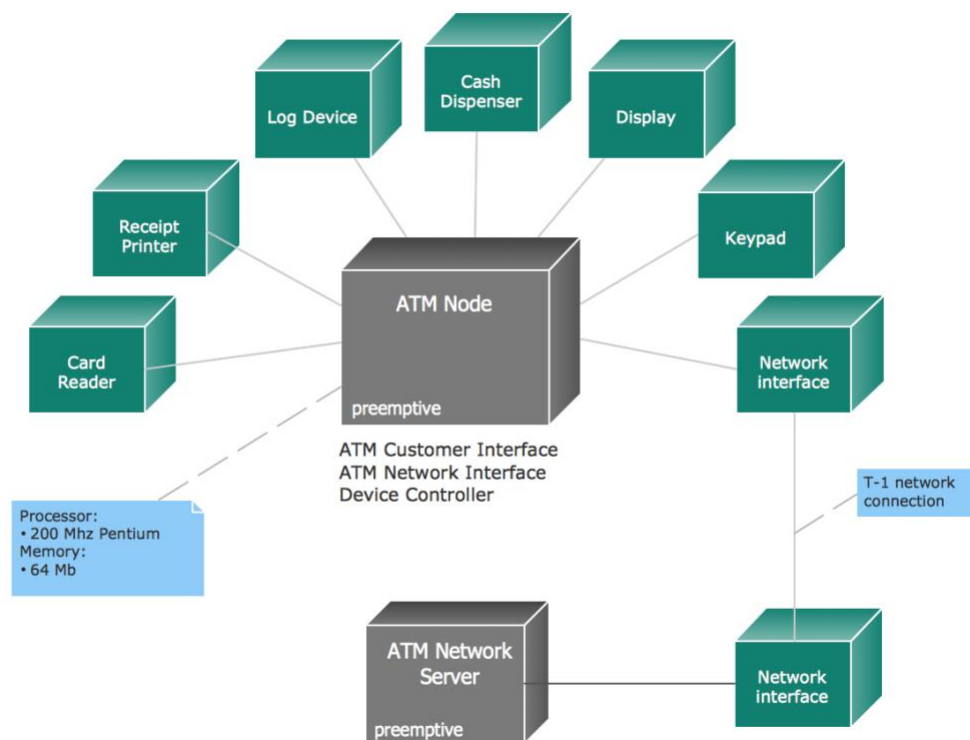 Cash
Dispenser
Log Device
Display
Receipt
Printer
Keypad
ATM Node
preemptive
Card
Reader
Network
interface
ATM Customer Interface
ATM Network Interface
Device Controller
T-1 network
connection
Processor:
• 200 Mhz Pentium
Memory:
• 64 Mb
ATM Network
Server
preemptive
Network
interface